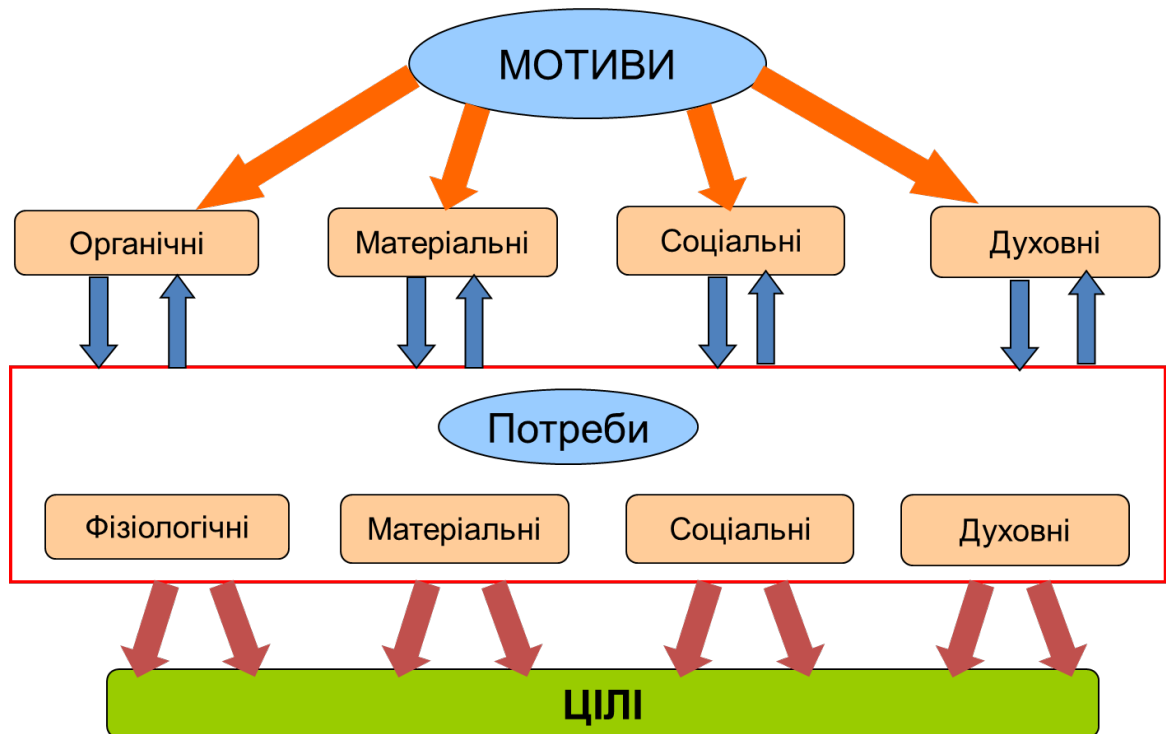 МОТИВИ
Органічні
Матеріальні
Соціальні
Духовні
Потреби
Фізіологічні
Матеріальні
Соціальні
Духовні
ЦІЛІ